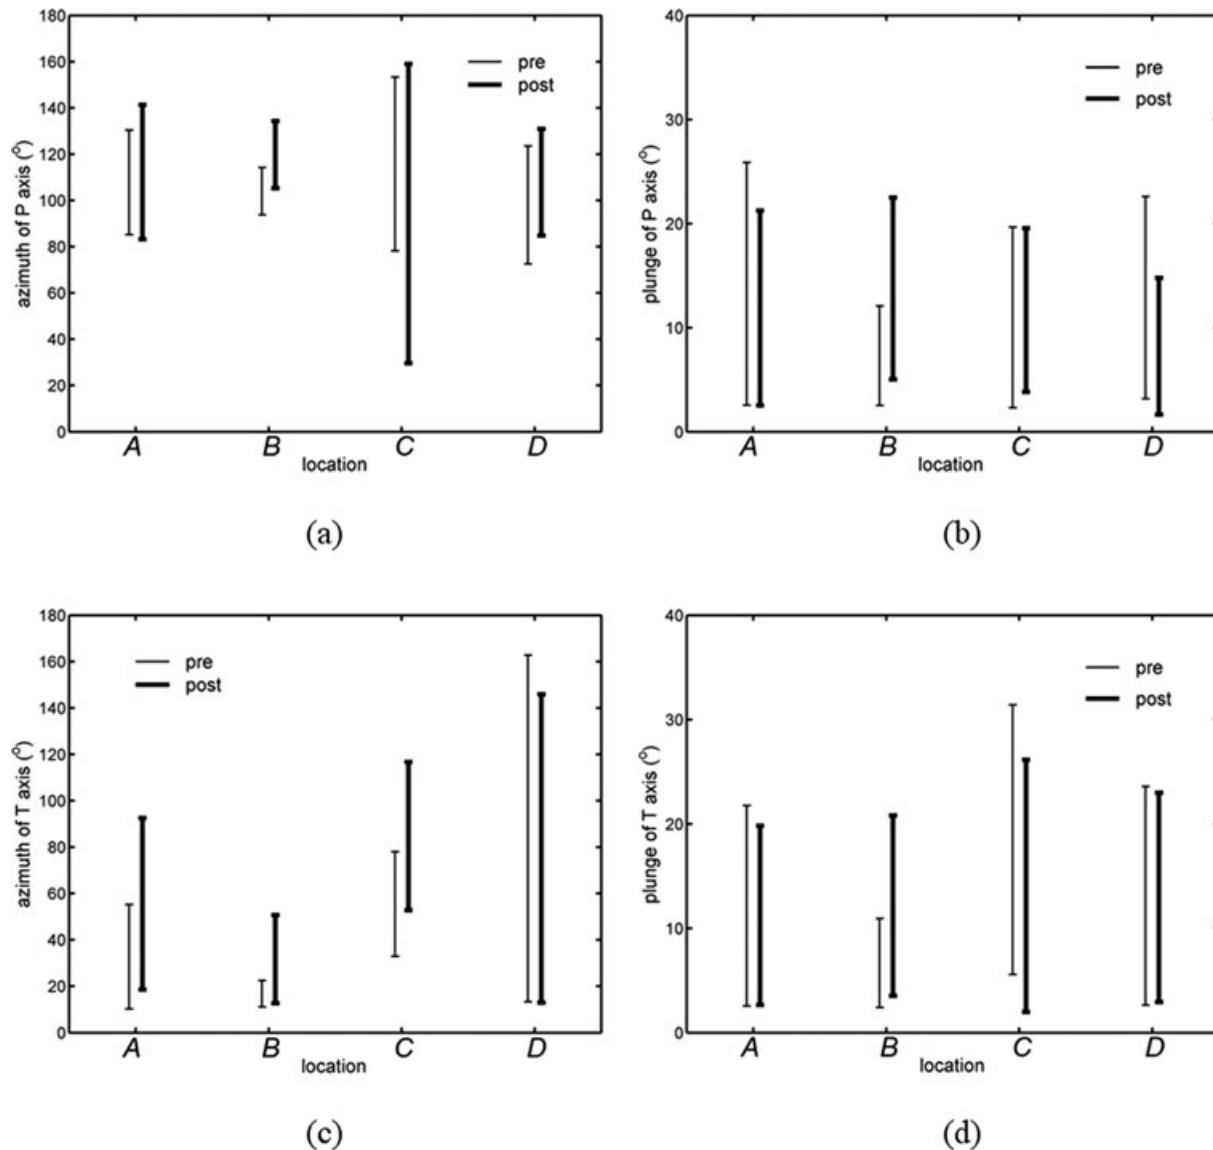 180
160
140
120
100
80
60
40
20
0
azimuth of P axis (°)
pre
post
A B C D
location
(a)
40
30
20
10
0
plunge of P axis (°)
pre
post
A B C D
location
(b)
180
160
140
120
100
80
60
40
20
0
azimuth of T axis (°)
pre
post
A B C D
location
(c)
40
30
20
10
0
plunge of T axis (°)
pre
post
A B C D
location
(d)